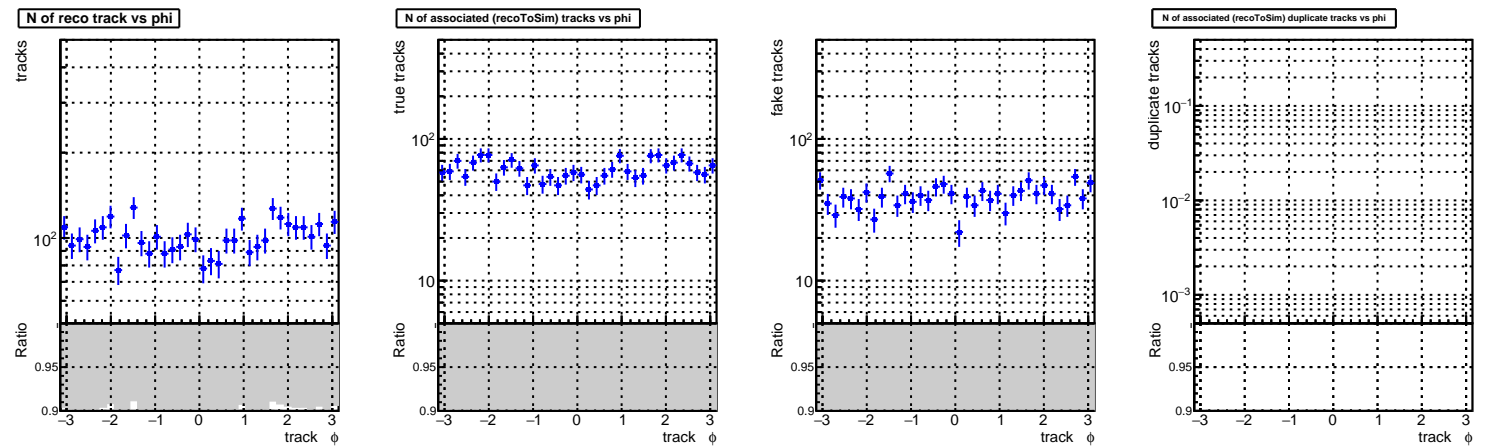 N of reco track vs phi
tracks
10²
Ratio
0.95
0.9
−3 −2 −1 0 1 2 3
track ϕ
N of associated (recoToSim) tracks vs phi
true tracks
10²
10
Ratio
0.95
0.9
−3 −2 −1 0 1 2 3
track ϕ
fake tracks
10²
10
Ratio
0.95
0.9
−3 −2 −1 0 1 2 3
track ϕ
N of associated (recoToSim) duplicate tracks vs phi
duplicate tracks
10⁻¹
10⁻²
10⁻³
Ratio
0.95
0.9
−3 −2 −1 0 1 2 3
track ϕ